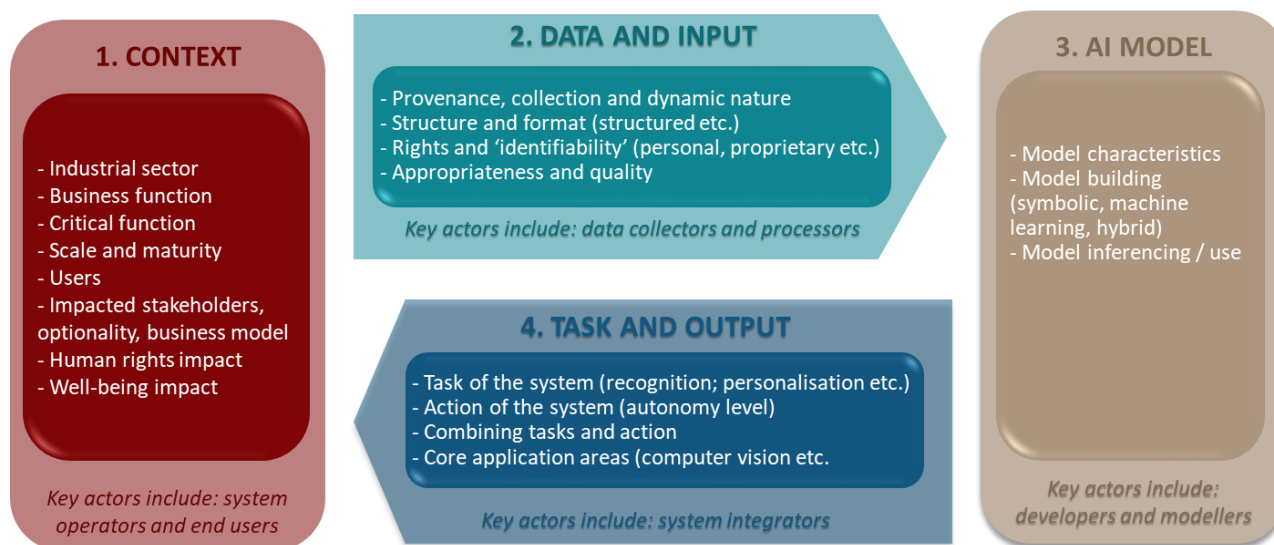 1. CONTEXT
- Industrial sector
- Business function
- Critical function
- Scale and maturity
- Users
- Impacted stakeholders,
optionality, business model
- Human rights impact
- Well-being impact
Key actors include: system
operators and end users
2. DATA AND INPUT
- Provenance, collection and dynamic nature
- Structure and format (structured etc.)
- Rights and ‘identifiability’ (personal, proprietary etc.)
- Appropriateness and quality
Key actors include: data collectors and processors
3. AI MODEL
- Model characteristics
- Model building
(symbolic, machine
learning, hybrid)
- Model inferencing / use
Key actors include:
developers and modellers
4. TASK AND OUTPUT
- Task of the system (recognition; personalisation etc.)
- Action of the system (autonomy level)
- Combining tasks and action
- Core application areas (computer vision etc.
Key actors include: system integrators